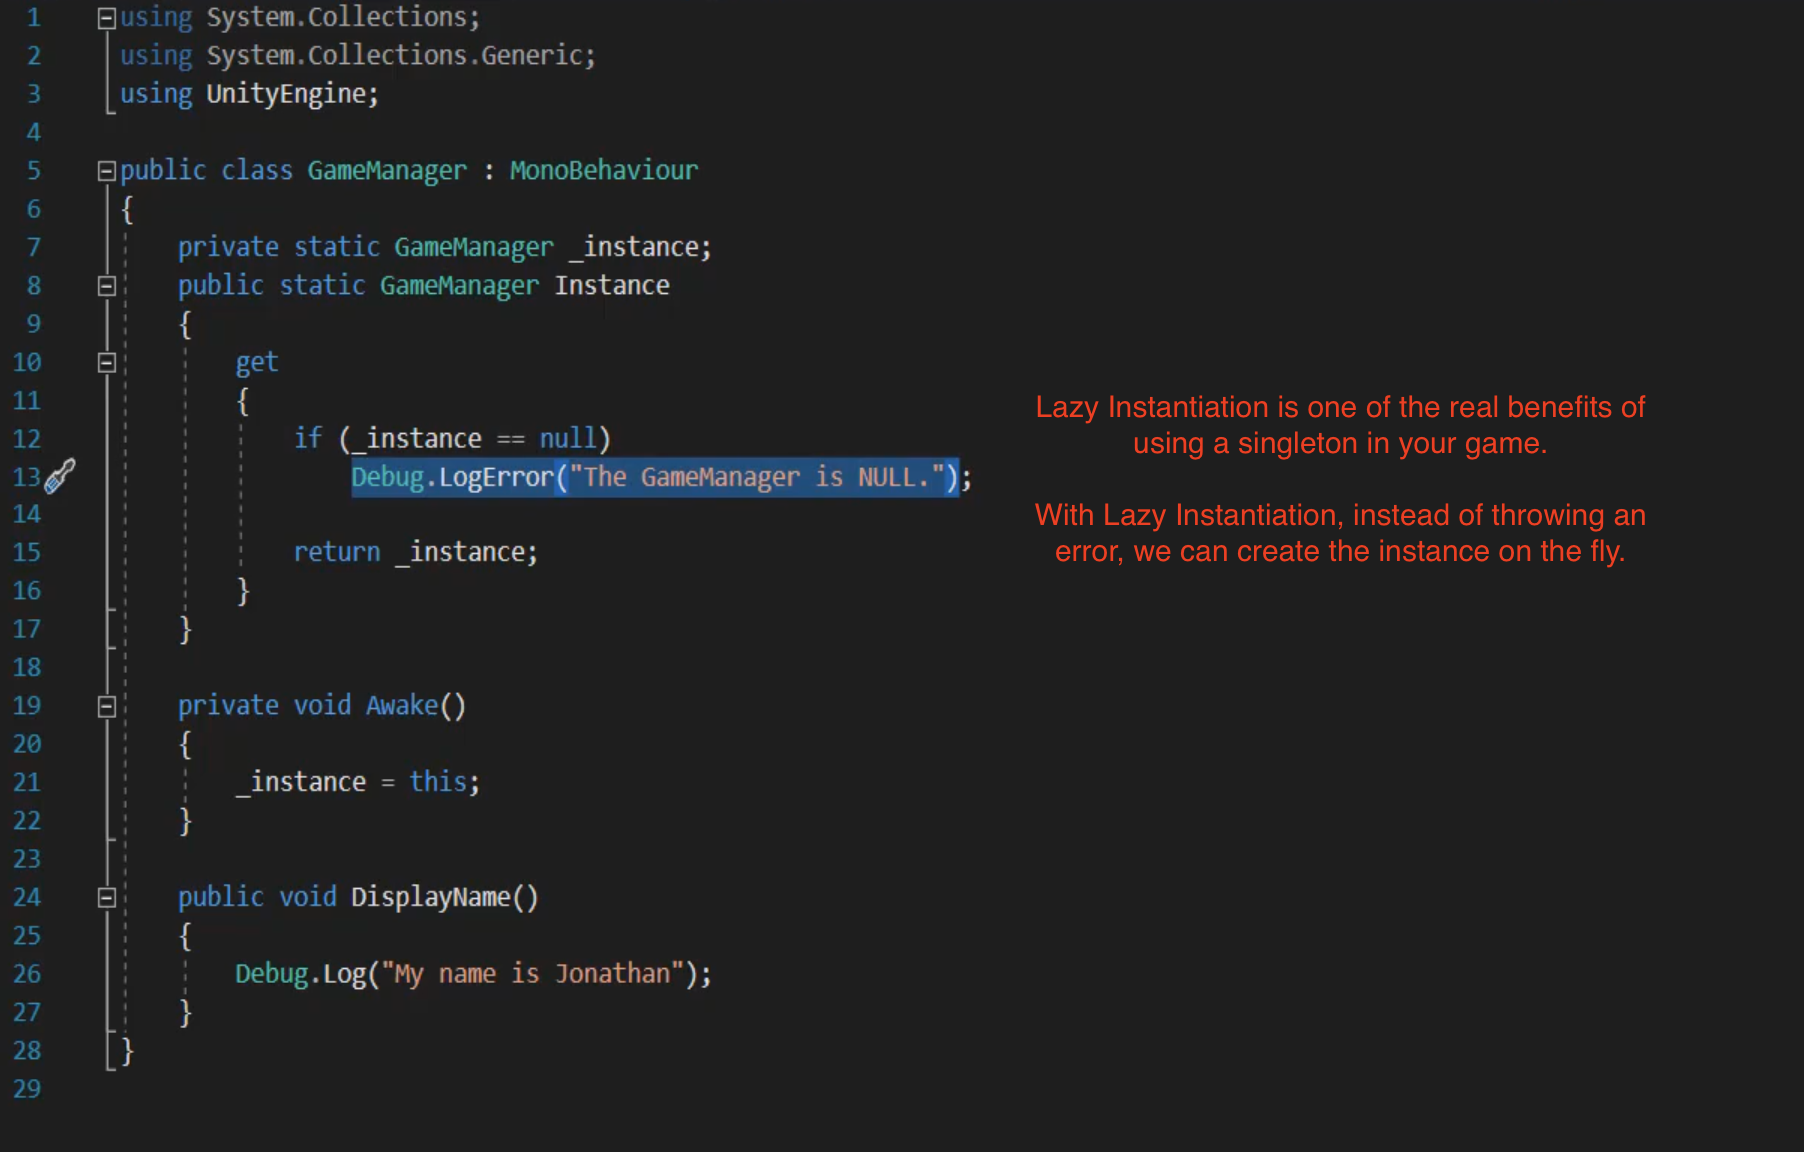 1 using System.Collections;
2 using System.Collections.Generic;
3 using UnityEngine;
4
5 public class GameManager : MonoBehaviour
6 {
7 private static GameManager _instance;
8 public static GameManager Instance
9 {
10 get
11 {
12 if (_instance == null)
13 Debug.LogError("The GameManager is NULL.");
14
15 return _instance;
16 }
17 }
18
19 private void Awake()
20 {
21 _instance = this;
22 }
23
24 public void DisplayName()
25 {
26 Debug.Log("My name is Jonathan");
27 }
28 }
29
Lazy Instantiation is one of the real benefits of
using a singleton in your game.
With Lazy Instantiation, instead of throwing an
error, we can create the instance on the fly.